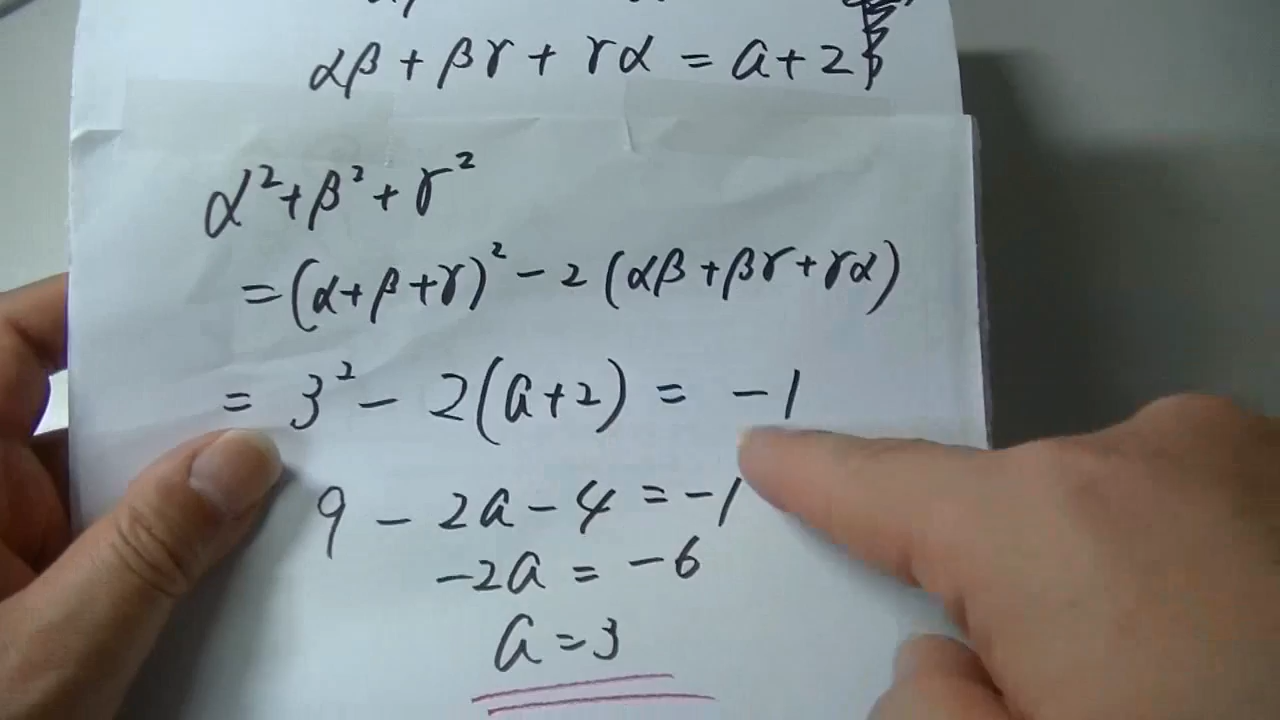 αβ + βγ + γα = a + 2
α² + β² + γ²
= (α + β + γ)² - 2 (αβ + βγ + γα)
= 3² - 2(a+2) = -1
9 - 2a - 4 = -1
-2a = -6
a = 3